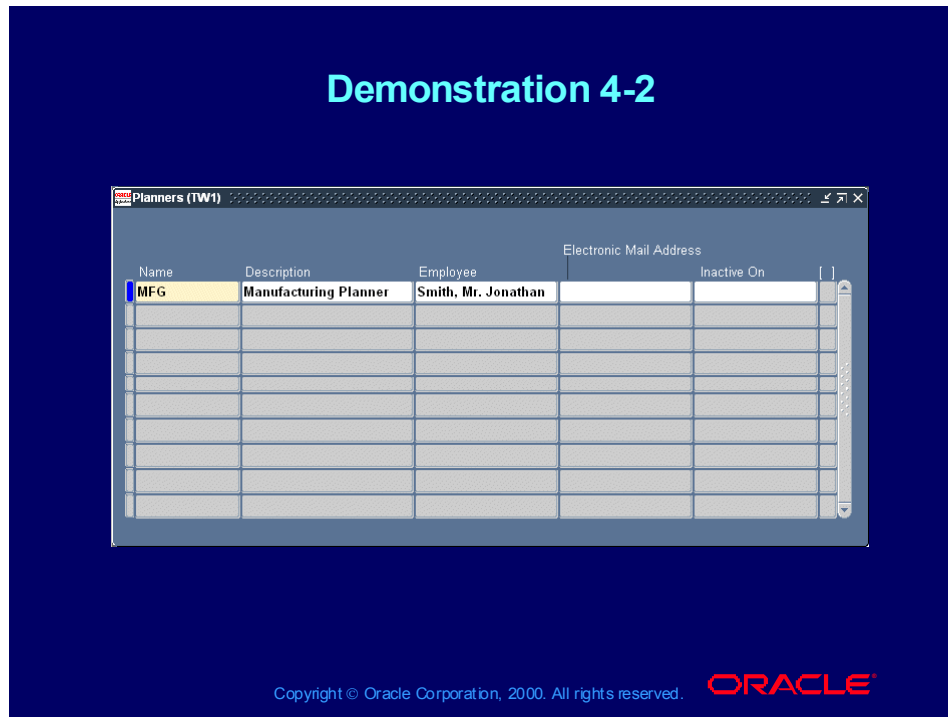 Demonstration 4-2
Planners (TW1)
Electronic Mail Address
Name Description Employee Inactive On [ ]
MFG Manufacturing Planner Smith, Mr. Jonathan
Copyright © Oracle Corporation, 2000. All rights reserved. ORACLE